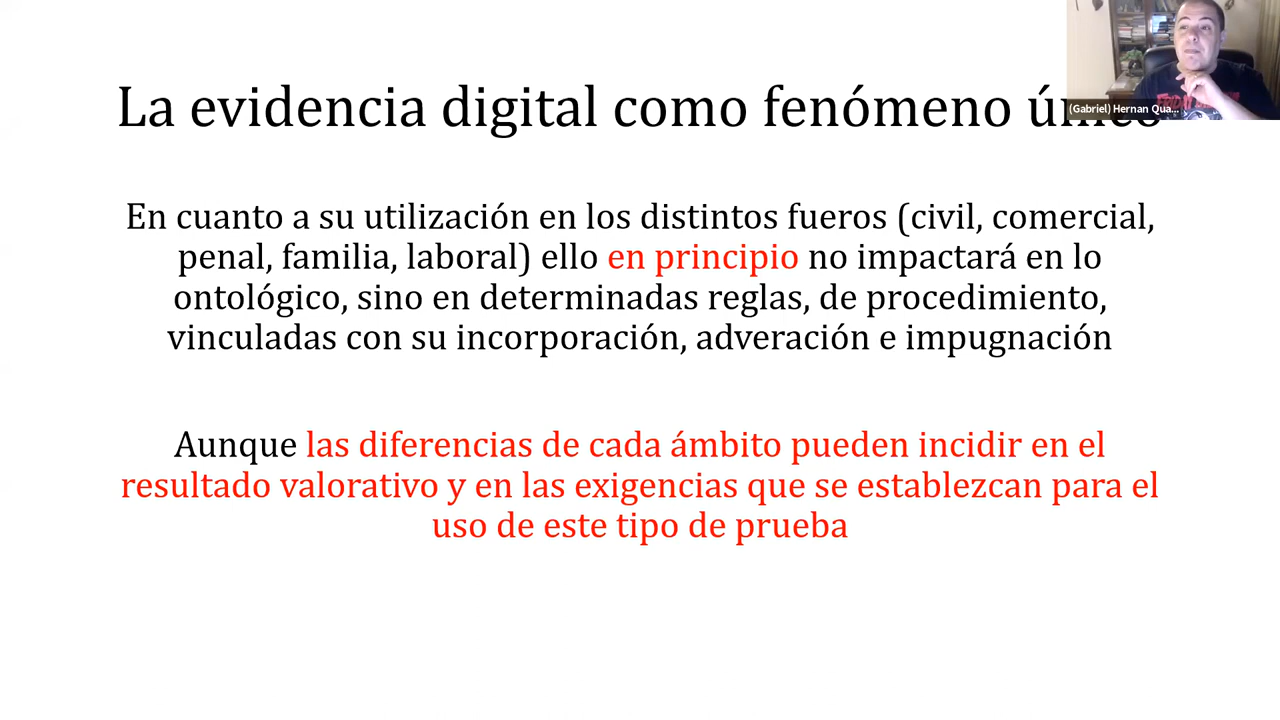 La evidencia digital como fenómeno único
(Gabriel) Hernan Qua...
En cuanto a su utilización en los distintos fueros (civil, comercial,
penal, familia, laboral) ello en principio no impactará en lo
ontológico, sino en determinadas reglas, de procedimiento,
vinculadas con su incorporación, adveración e impugnación
Aunque las diferencias de cada ámbito pueden incidir en el
resultado valorativo y en las exigencias que se establezcan para el
uso de este tipo de prueba